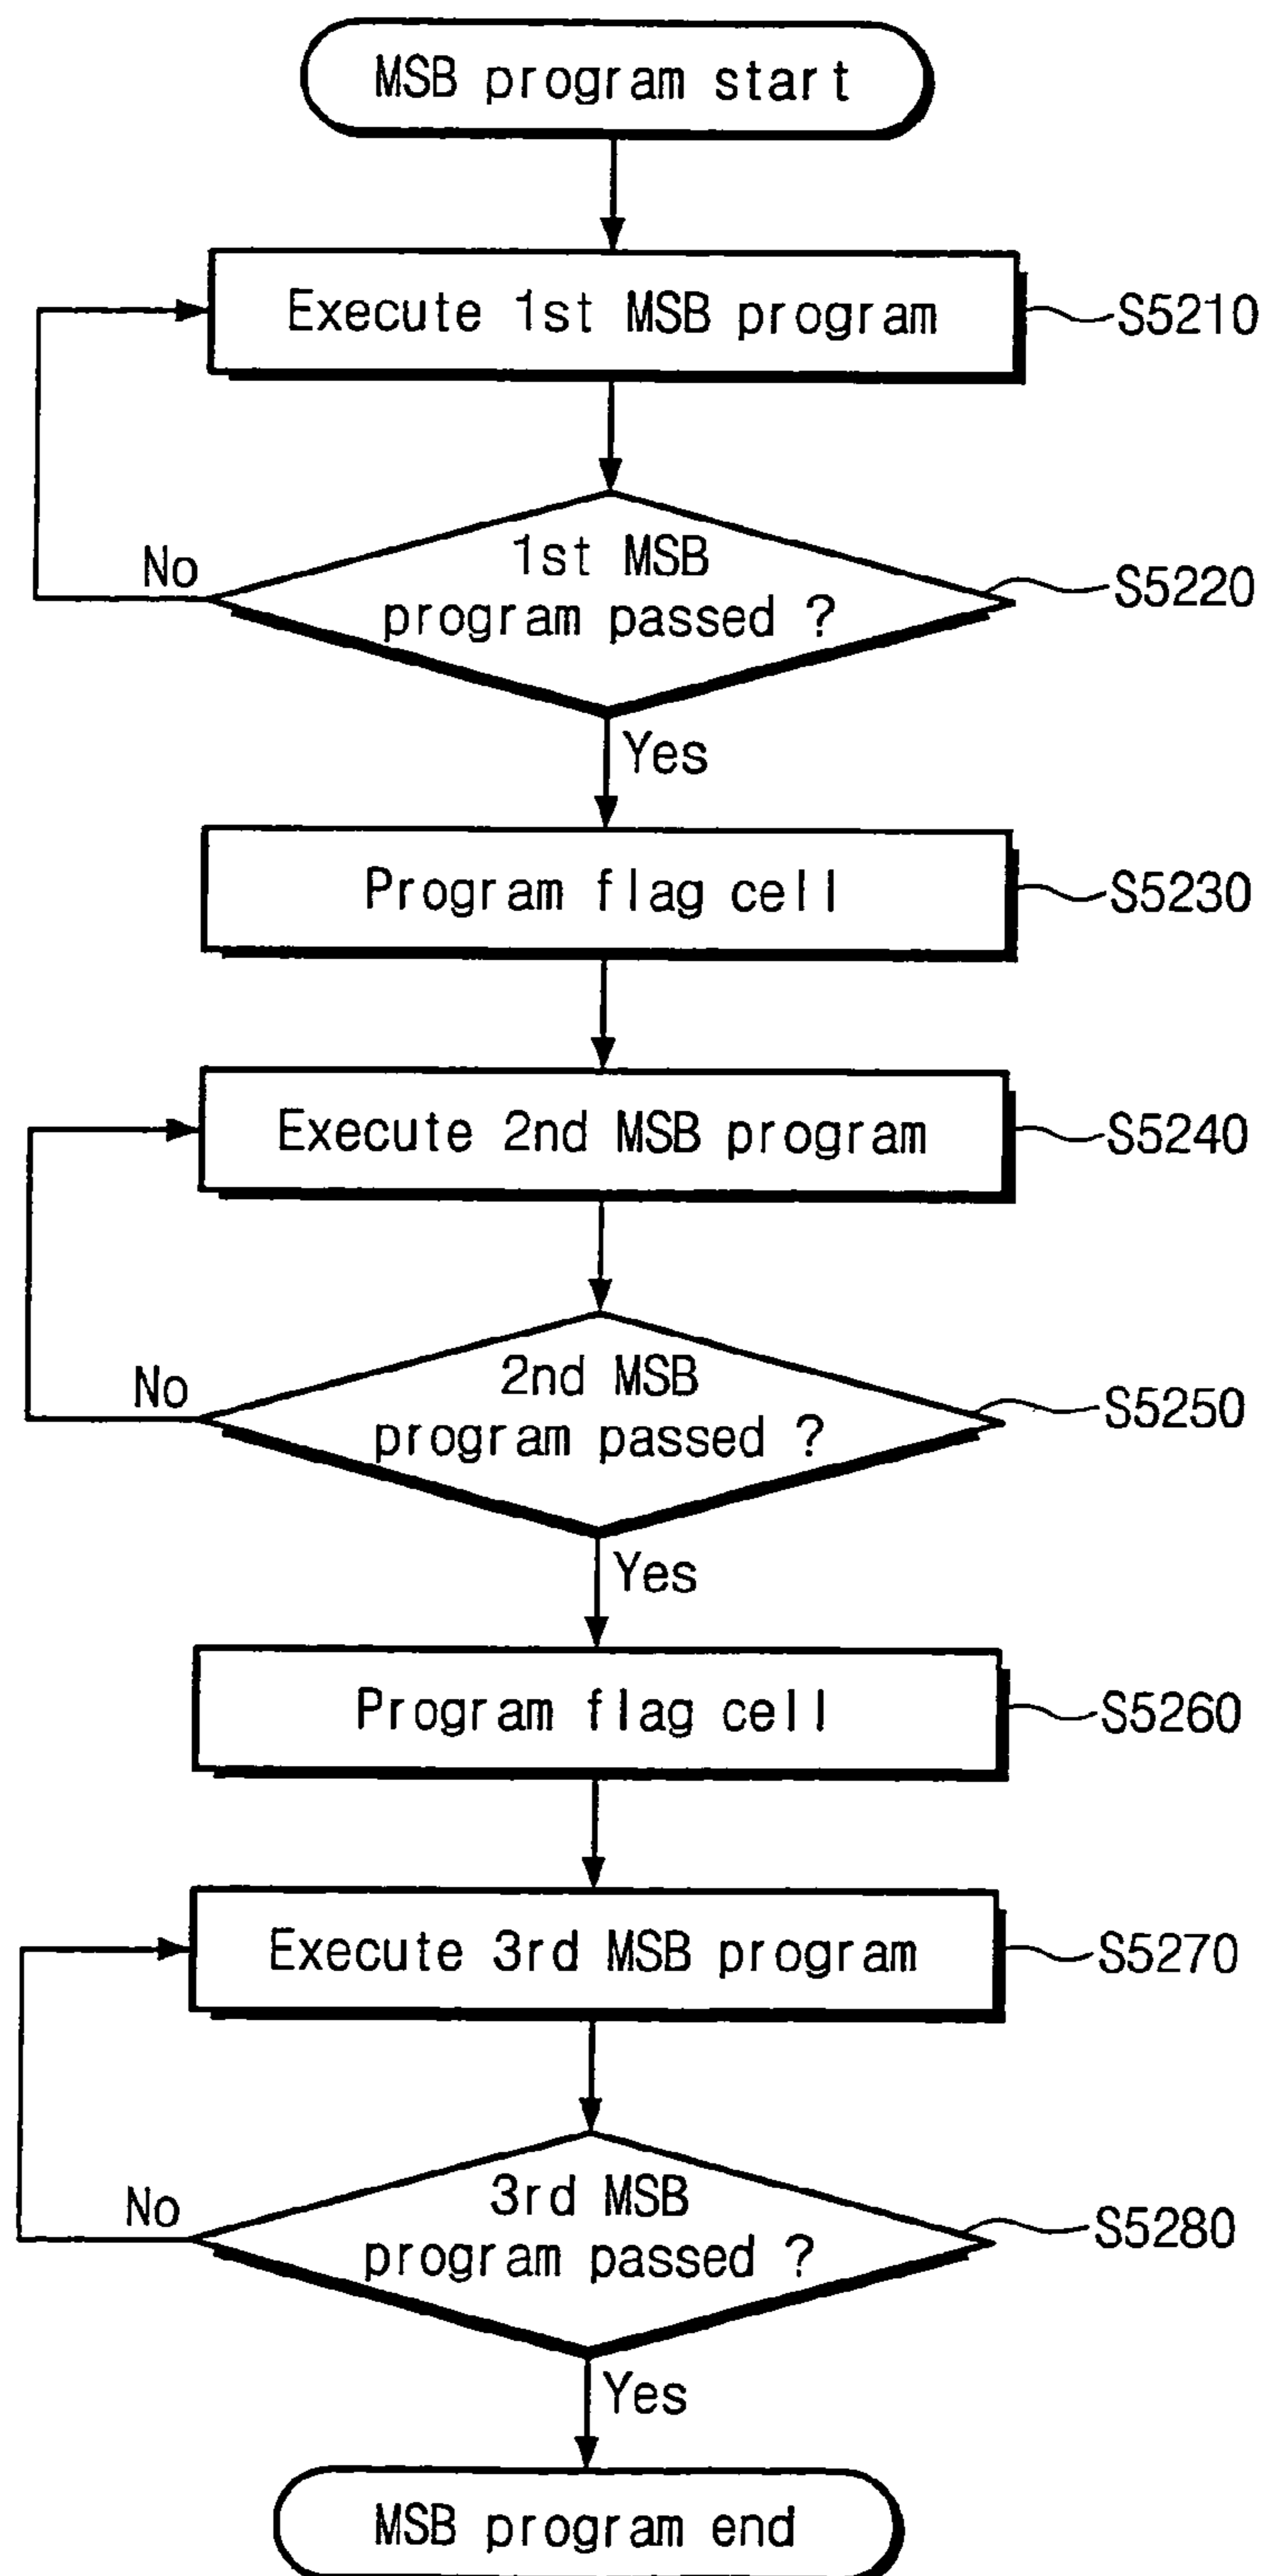 MSB program start
Execute 1st MSB program
S5210
1st MSB
program passed ?
S5220
No
Yes
Program flag cell
S5230
Execute 2nd MSB program
S5240
2nd MSB
program passed ?
S5250
No
Yes
Program flag cell
S5260
Execute 3rd MSB program
S5270
3rd MSB
program passed ?
S5280
No
Yes
MSB program end